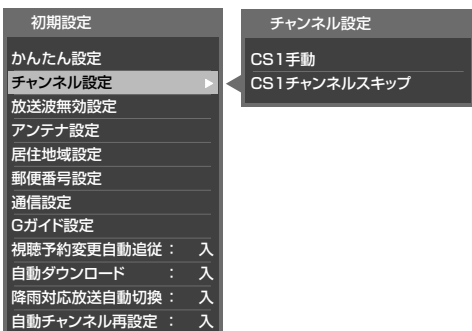 初期設定
かんたん設定
チャンネル設定
放送波無効設定
アンテナ設定
居住地域設定
郵便番号設定
通信設定
Gガイド設定
視聴予約変更自動追従： 入
自動ダウンロード ： 入
降雨対応放送自動切換： 入
自動チャンネル再設定 ： 入
チャンネル設定
CS1手動
CS1チャンネルスキップ